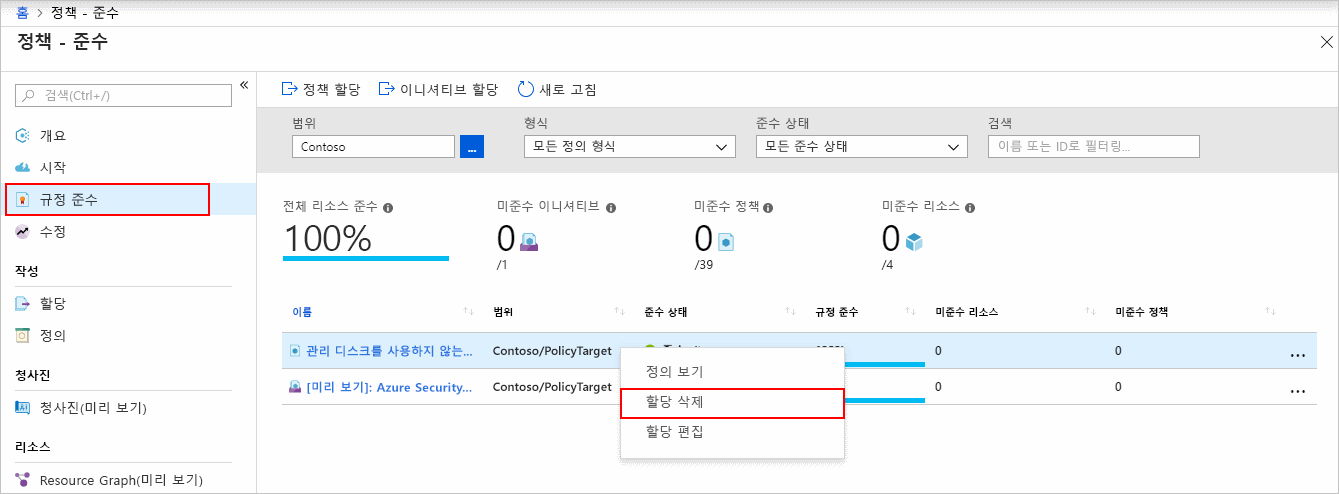 홈 > 정책 - 준수
정책 - 준수
검색(Ctrl+/)
개요
시작
규정 준수
수정
작성
할당
정의
청사진
청사진(미리 보기)
리소스
Resource Graph(미리 보기)
정책 할당 이니셔티브 할당 새로 고침
범위 형식 준수 상태 검색
Contoso ... 모든 정의 형식 모든 준수 상태 이름 또는 ID로 필터링...
전체 리소스 준수 미준수 이니셔티브 미준수 정책 미준수 리소스
100% 0 0 0
/1 /39 /4
이름 범위 준수 상태 규정 준수 미준수 리소스 미준수 정책
관리 디스크를 사용하지 않는... Contoso/PolicyTarget 0 0 ...
[미리 보기]: Azure Security... Contoso/PolicyTarget 0 0 ...
정의 보기
할당 삭제
할당 편집